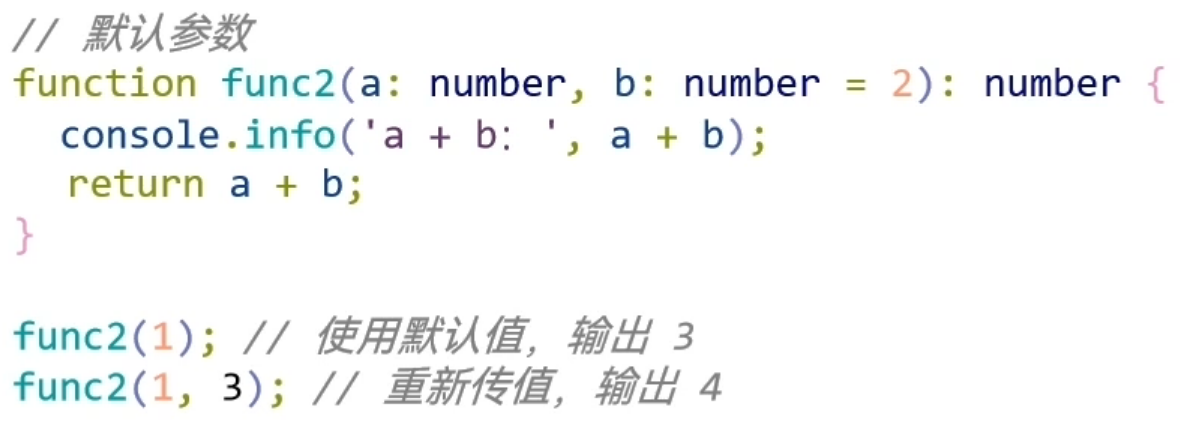 // 默认参数
function func2(a: number, b: number = 2): number {
console.info('a + b: ', a + b);
return a + b;
}
func2(1); // 使用默认值，输出 3
func2(1, 3); // 重新传值，输出 4